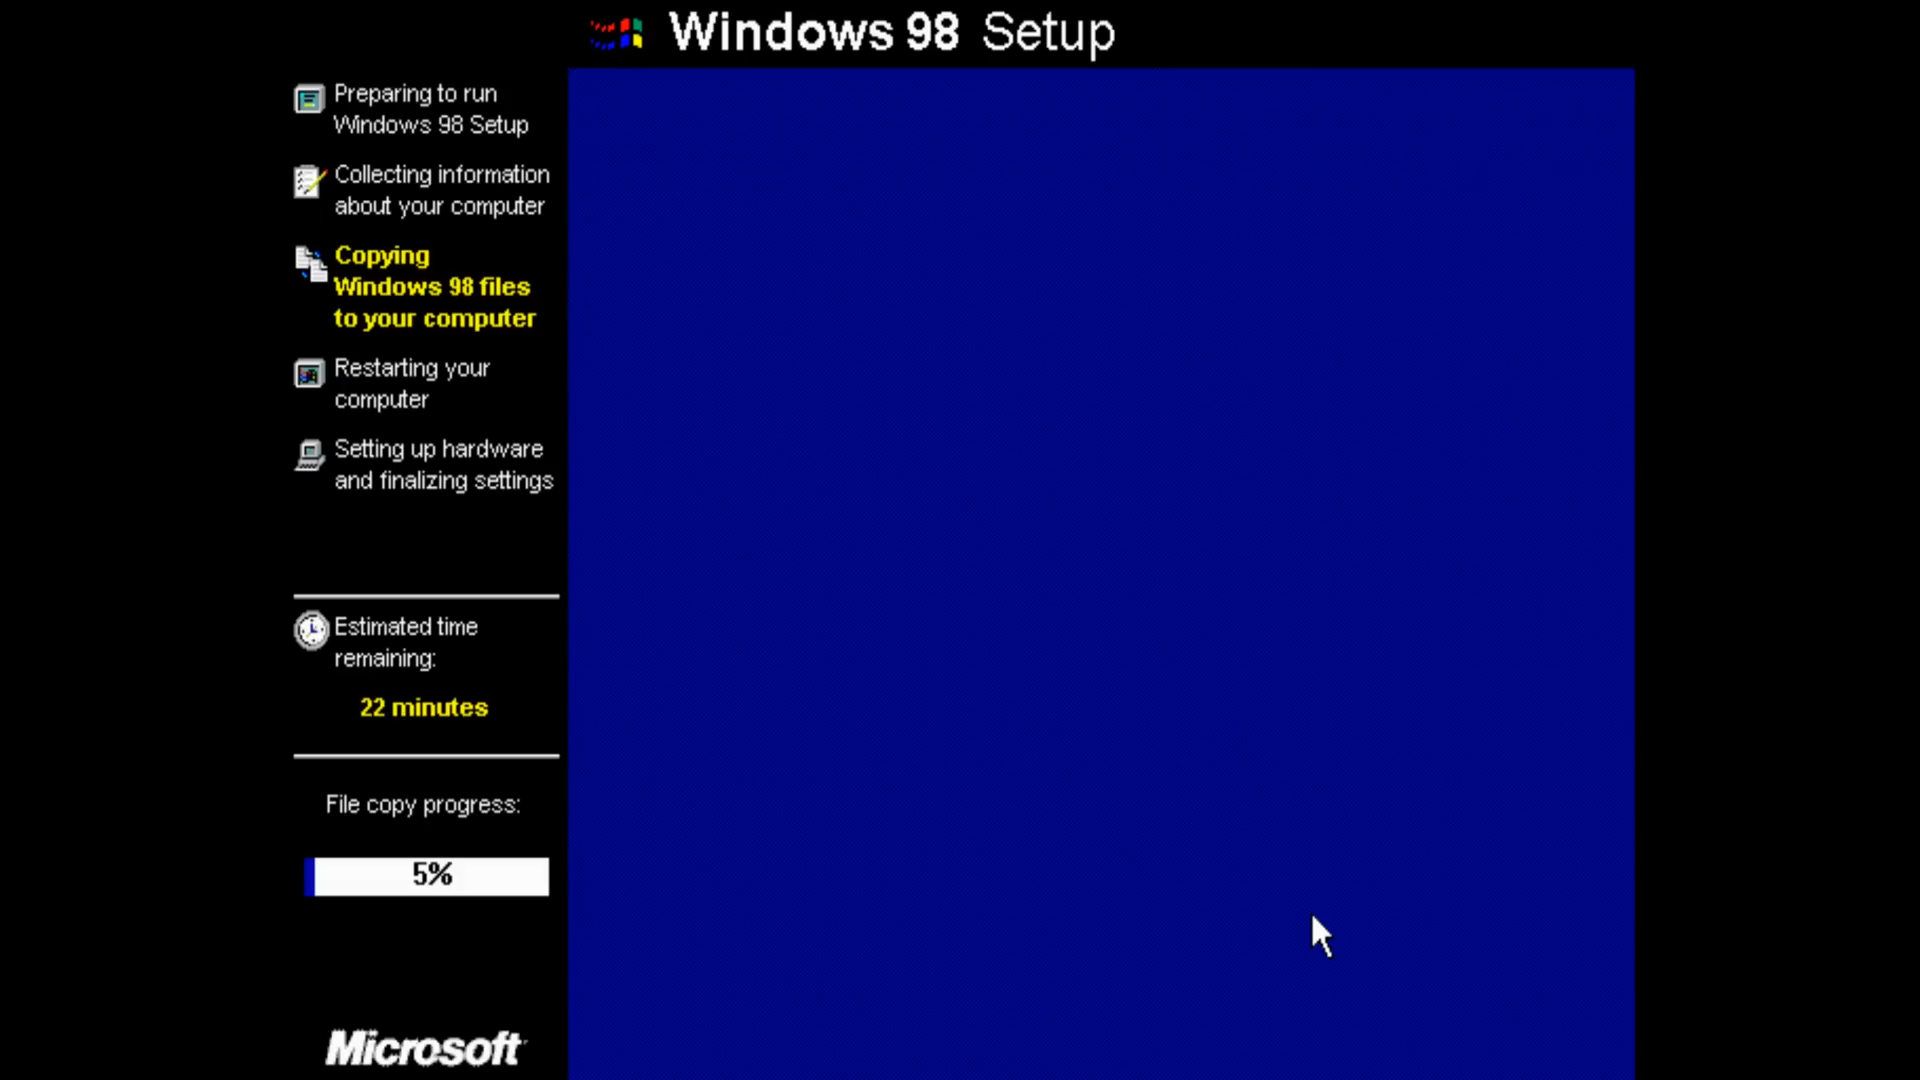 Windows 98 Setup
Preparing to run
Windows 98 Setup
Collecting information
about your computer
Copying
Windows 98 files
to your computer
Restarting your
computer
Setting up hardware
and finalizing settings
Estimated time
remaining:
22 minutes
File copy progress:
5%
Microsoft